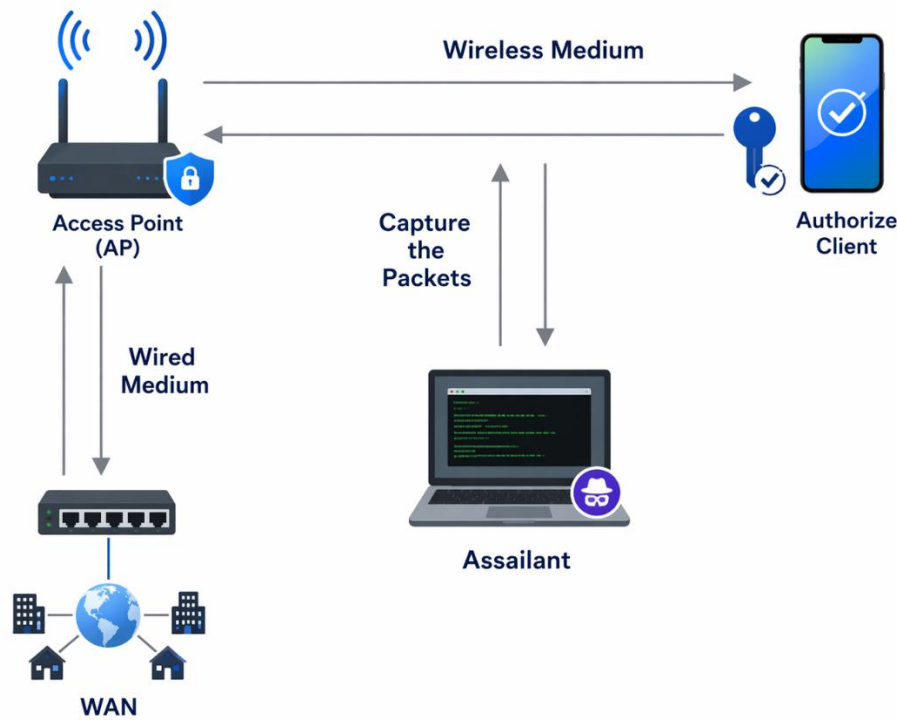 Wireless Medium
Access Point
(AP)
Authorize
Client
Capture
the
Packets
Wired
Medium
Assailant
WAN